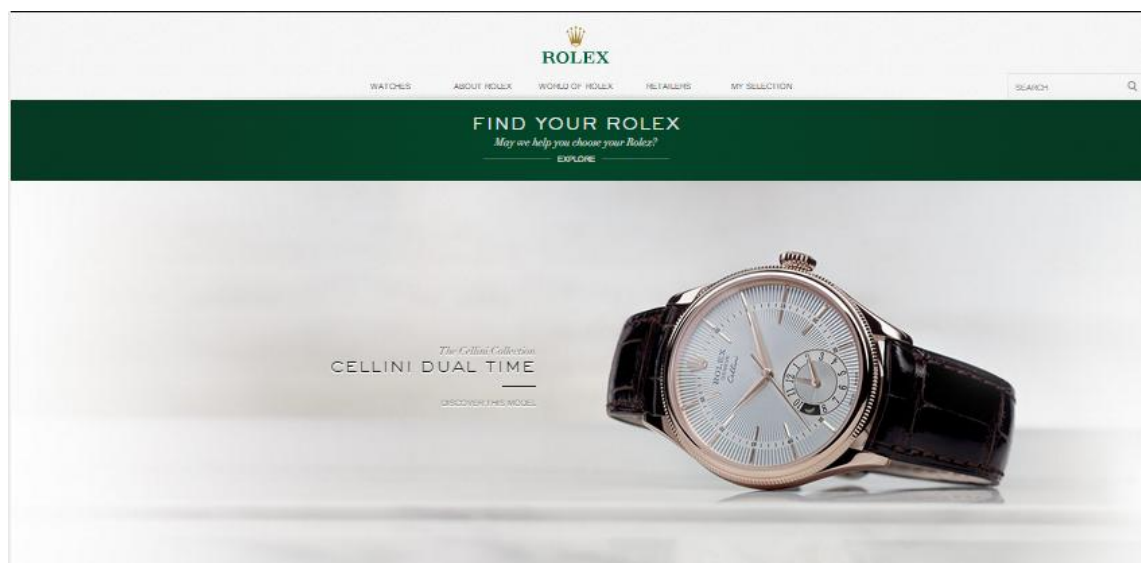 ROLEX
WATCHES ABOUT ROLEX WORLD OF ROLEX RETAILERS MY SELECTION SEARCH
FIND YOUR ROLEX
May we help you choose your Rolex?
EXPLORE
The Cellini Collection
CELLINI DUAL TIME
DISCOVER THIS MODEL
ROLEX
Cellini